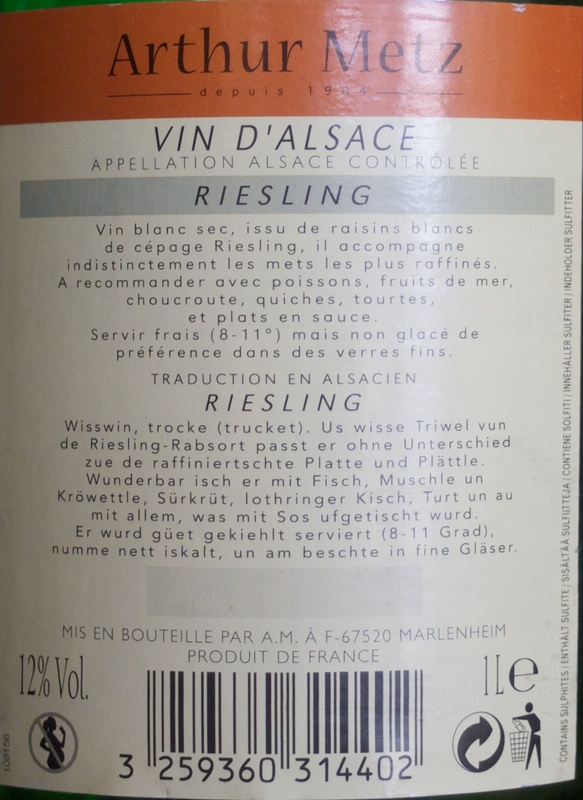 Arthur Metz
depuis 1904
VIN D'ALSACE
APPELLATION ALSACE CONTRÔLÉE
RIESLING
Vin blanc sec, issu de raisins blancs
de cépage Riesling, il accompagne
indistinctement les mets les plus raffinés.
A recommander avec poissons, fruits de mer,
choucroute, quiches, tourtes,
et plats en sauce.
Servir frais (8-11°) mais non glacé de
préférence dans des verres fins.
TRADUCTION EN ALSACIEN
RIESLING
Wisswin, trocke (trucket). Us wisse Triwel vun
de Riesling-Rabsort passt er ohne Unterschied
zue de raffiniertschte Platte und Plättle.
Wunderbar isch er mit Fisch, Muschle un
Kröwettle, Sürkrüt, lothringer Kisch, Turt un au
mit allem, was mit Sos ufgetischt wurd.
Er wurd güet gekiehlt serviert (8-11 Grad),
numme nett iskalt, un am beschte in fine Gläser.
MIS EN BOUTEILLE PAR A.M. À F-67520 MARLENHEIM
PRODUIT DE FRANCE
12% Vol.
1L e
3 259360 314402
108156
CONTAINS SULPHITES / ENTHÄLT SULFITE / SISÄLTÄÄ SULFIITTEJA / CONTIENE SOLFITI / INNEHÅLLER SULFITER / INDEHOLDER SULFITTER